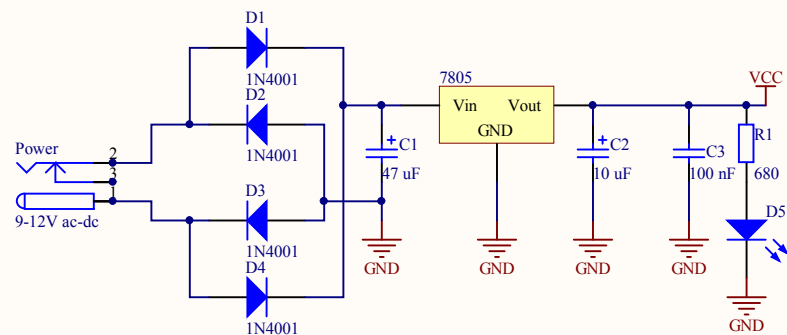 D1
1N4001
D2
1N4001
D3
1N4001
D4
1N4001
Power
2
3
1
9-12V ac-dc
C1
47 uF
GND
7805
Vin
Vout
GND
GND
C2
10 uF
GND
C3
100 nF
GND
VCC
R1
680
D5
GND